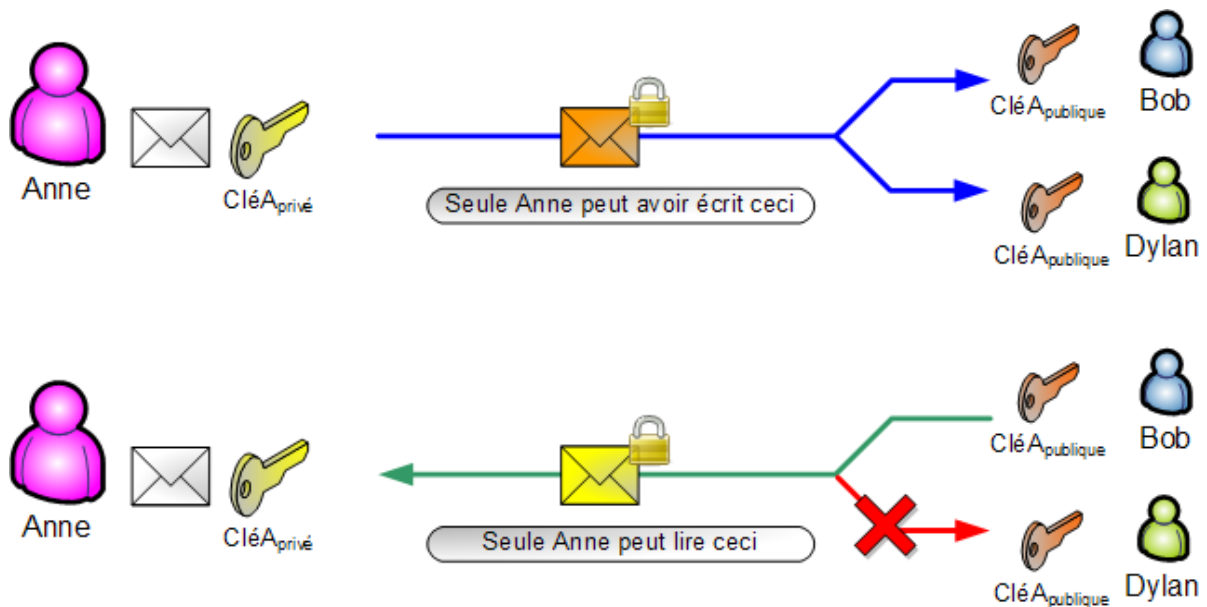 CléApublique
Bob
Anne
CléAprivé
Seule Anne peut avoir écrit ceci
CléApublique
Dylan
CléApublique
Bob
Anne
CléAprivé
Seule Anne peut lire ceci
CléApublique
Dylan